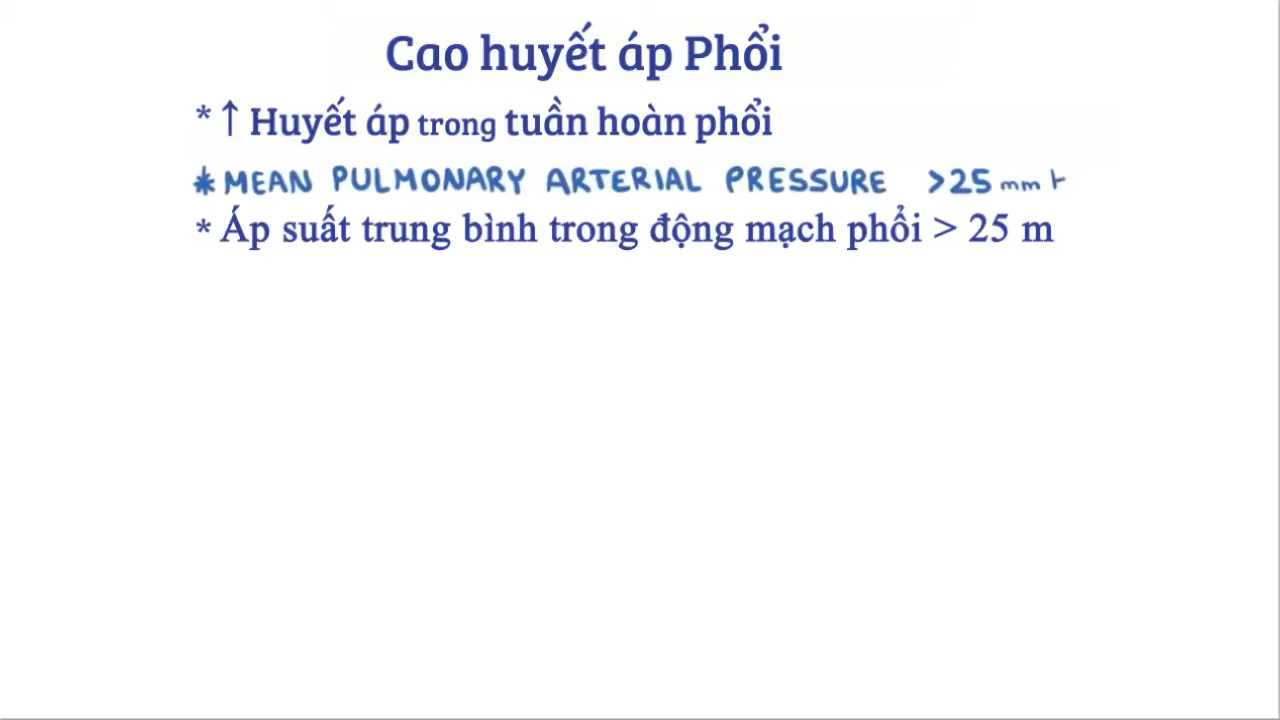 Cao huyết áp Phổi
* ↑ Huyết áp trong tuần hoàn phổi
* MEAN PULMONARY ARTERIAL PRESSURE >25 mm
* Áp suất trung bình trong động mạch phổi > 25 m